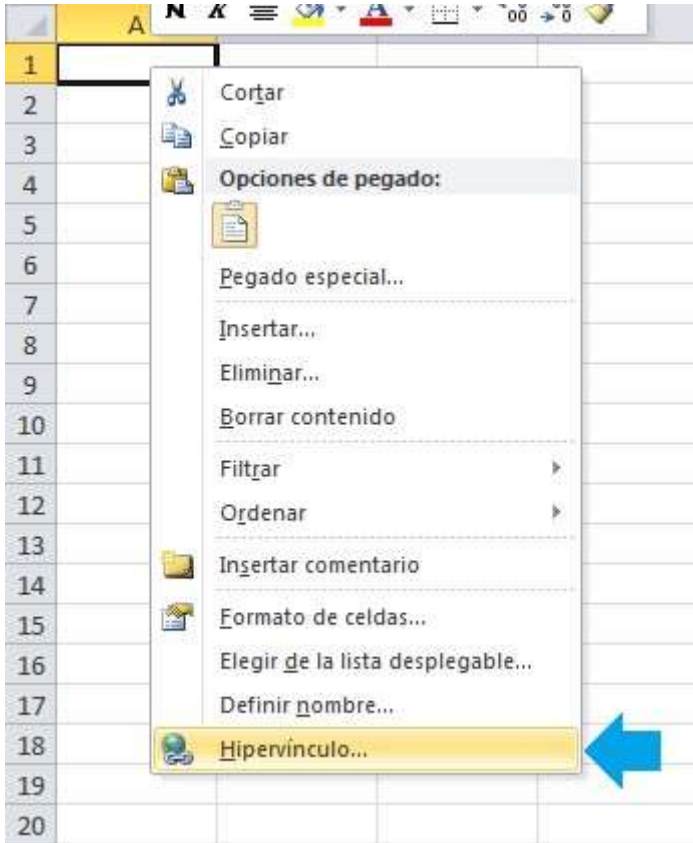 A N K A 00 0
1
2
3
4
5
6
7
8
9
10
11
12
13
14
15
16
17
18
19
20
Cortar
Copiar
Opciones de pegado:
Pegado especial...
Insertar...
Eliminar...
Borrar contenido
Filtrar
Ordenar
Insertar comentario
Formato de celdas...
Elegir de la lista desplegable...
Definir nombre...
Hipervínculo...